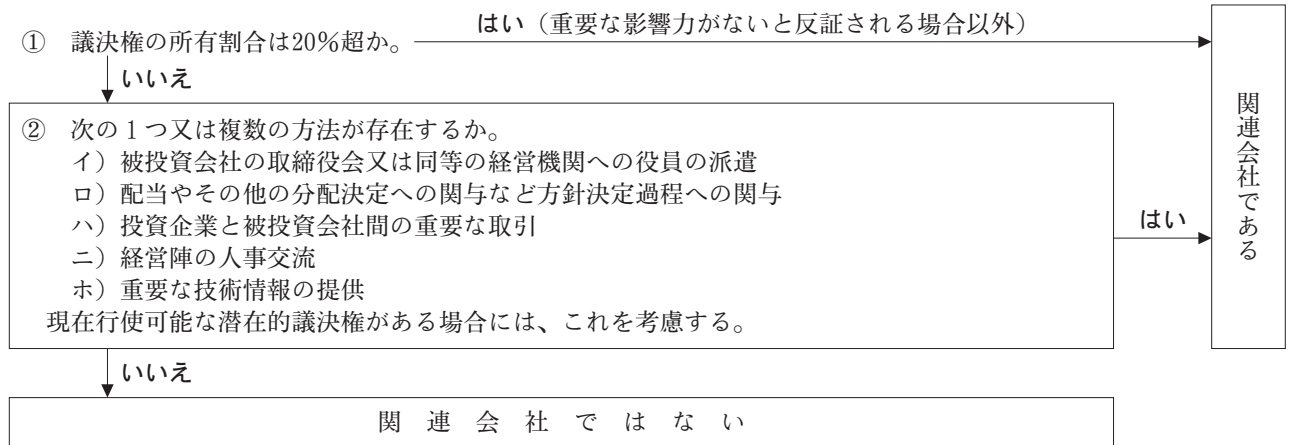 はい（重要な影響力がないと反証される場合以外）
① 議決権の所有割合は20％超か。
いいえ
② 次の１つ又は複数の方法が存在するか。
イ）被投資会社の取締役会又は同等の経営機関への役員の派遣
ロ）配当やその他の分配決定への関与など方針決定過程への関与
ハ）投資企業と被投資会社間の重要な取引
ニ）経営陣の人事交流
ホ）重要な技術情報の提供
現在行使可能な潜在的議決権がある場合には、これを考慮する。
はい
関連会社である
いいえ
関連会社ではない